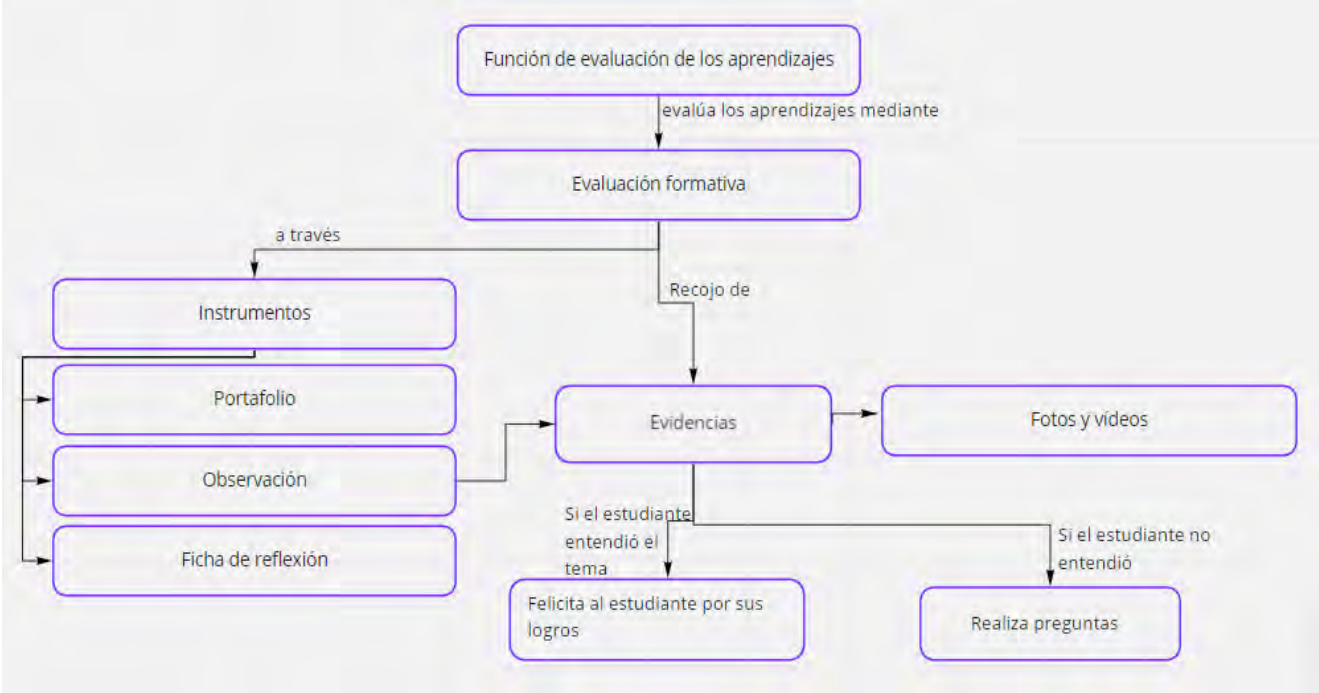 Función de evaluación de los aprendizajes
evalúa los aprendizajes mediante
Evaluación formativa
a través
Recojo de
Instrumentos
Portafolio
Observación
Ficha de reflexión
Evidencias
Fotos y vídeos
Si el estudiante
entendió el
tema
Si el estudiante no
entendió
Felicita al estudiante por sus
logros
Realiza preguntas